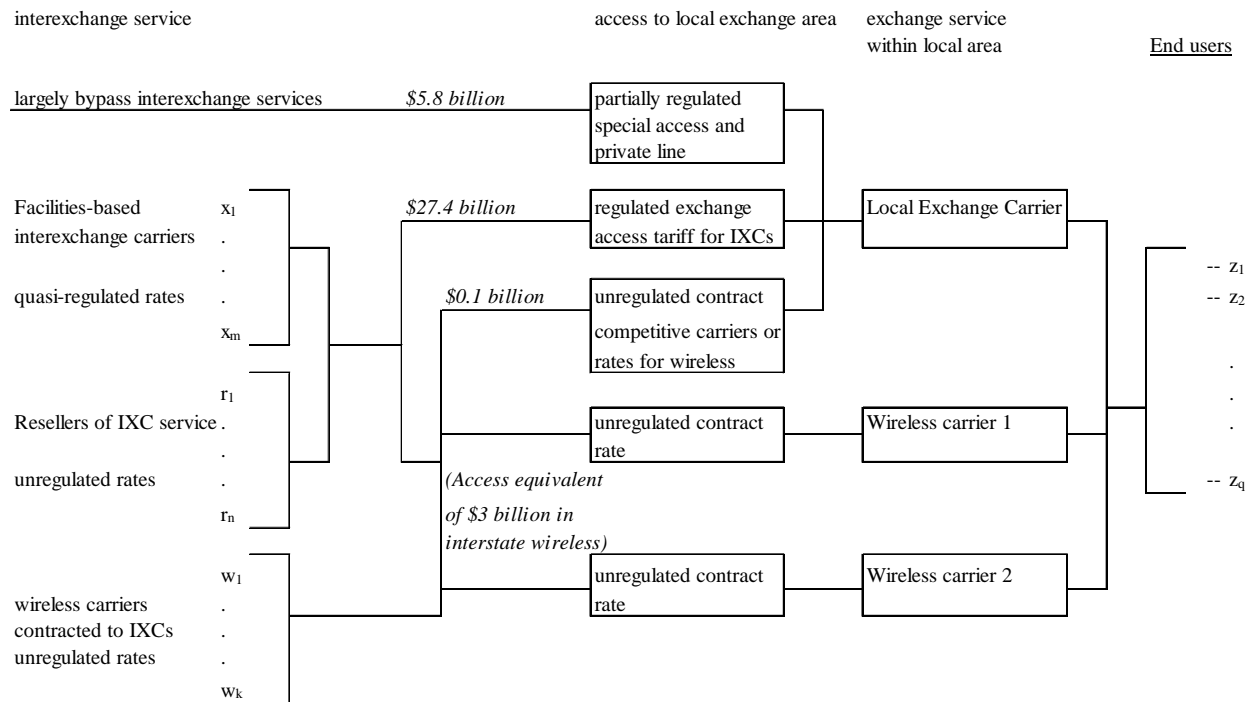 interexchange service
access to local exchange area
exchange service
within local area
End users
largely bypass interexchange services
$5.8 billion
partially regulated
special access and
private line
Facilities-based
interexchange carriers
quasi-regulated rates
x1
.
.
.
xm
$27.4 billion
regulated exchange
access tariff for IXCs
Local Exchange Carrier
$0.1 billion
unregulated contract
competitive carriers or
rates for wireless
-- z1
-- z2
.
.
.
-- zq
Resellers of IXC service
unregulated rates
r1
.
.
.
rn
unregulated contract
rate
Wireless carrier 1
(Access equivalent
of $3 billion in
interstate wireless)
wireless carriers
contracted to IXCs
unregulated rates
w1
.
.
.
wk
unregulated contract
rate
Wireless carrier 2